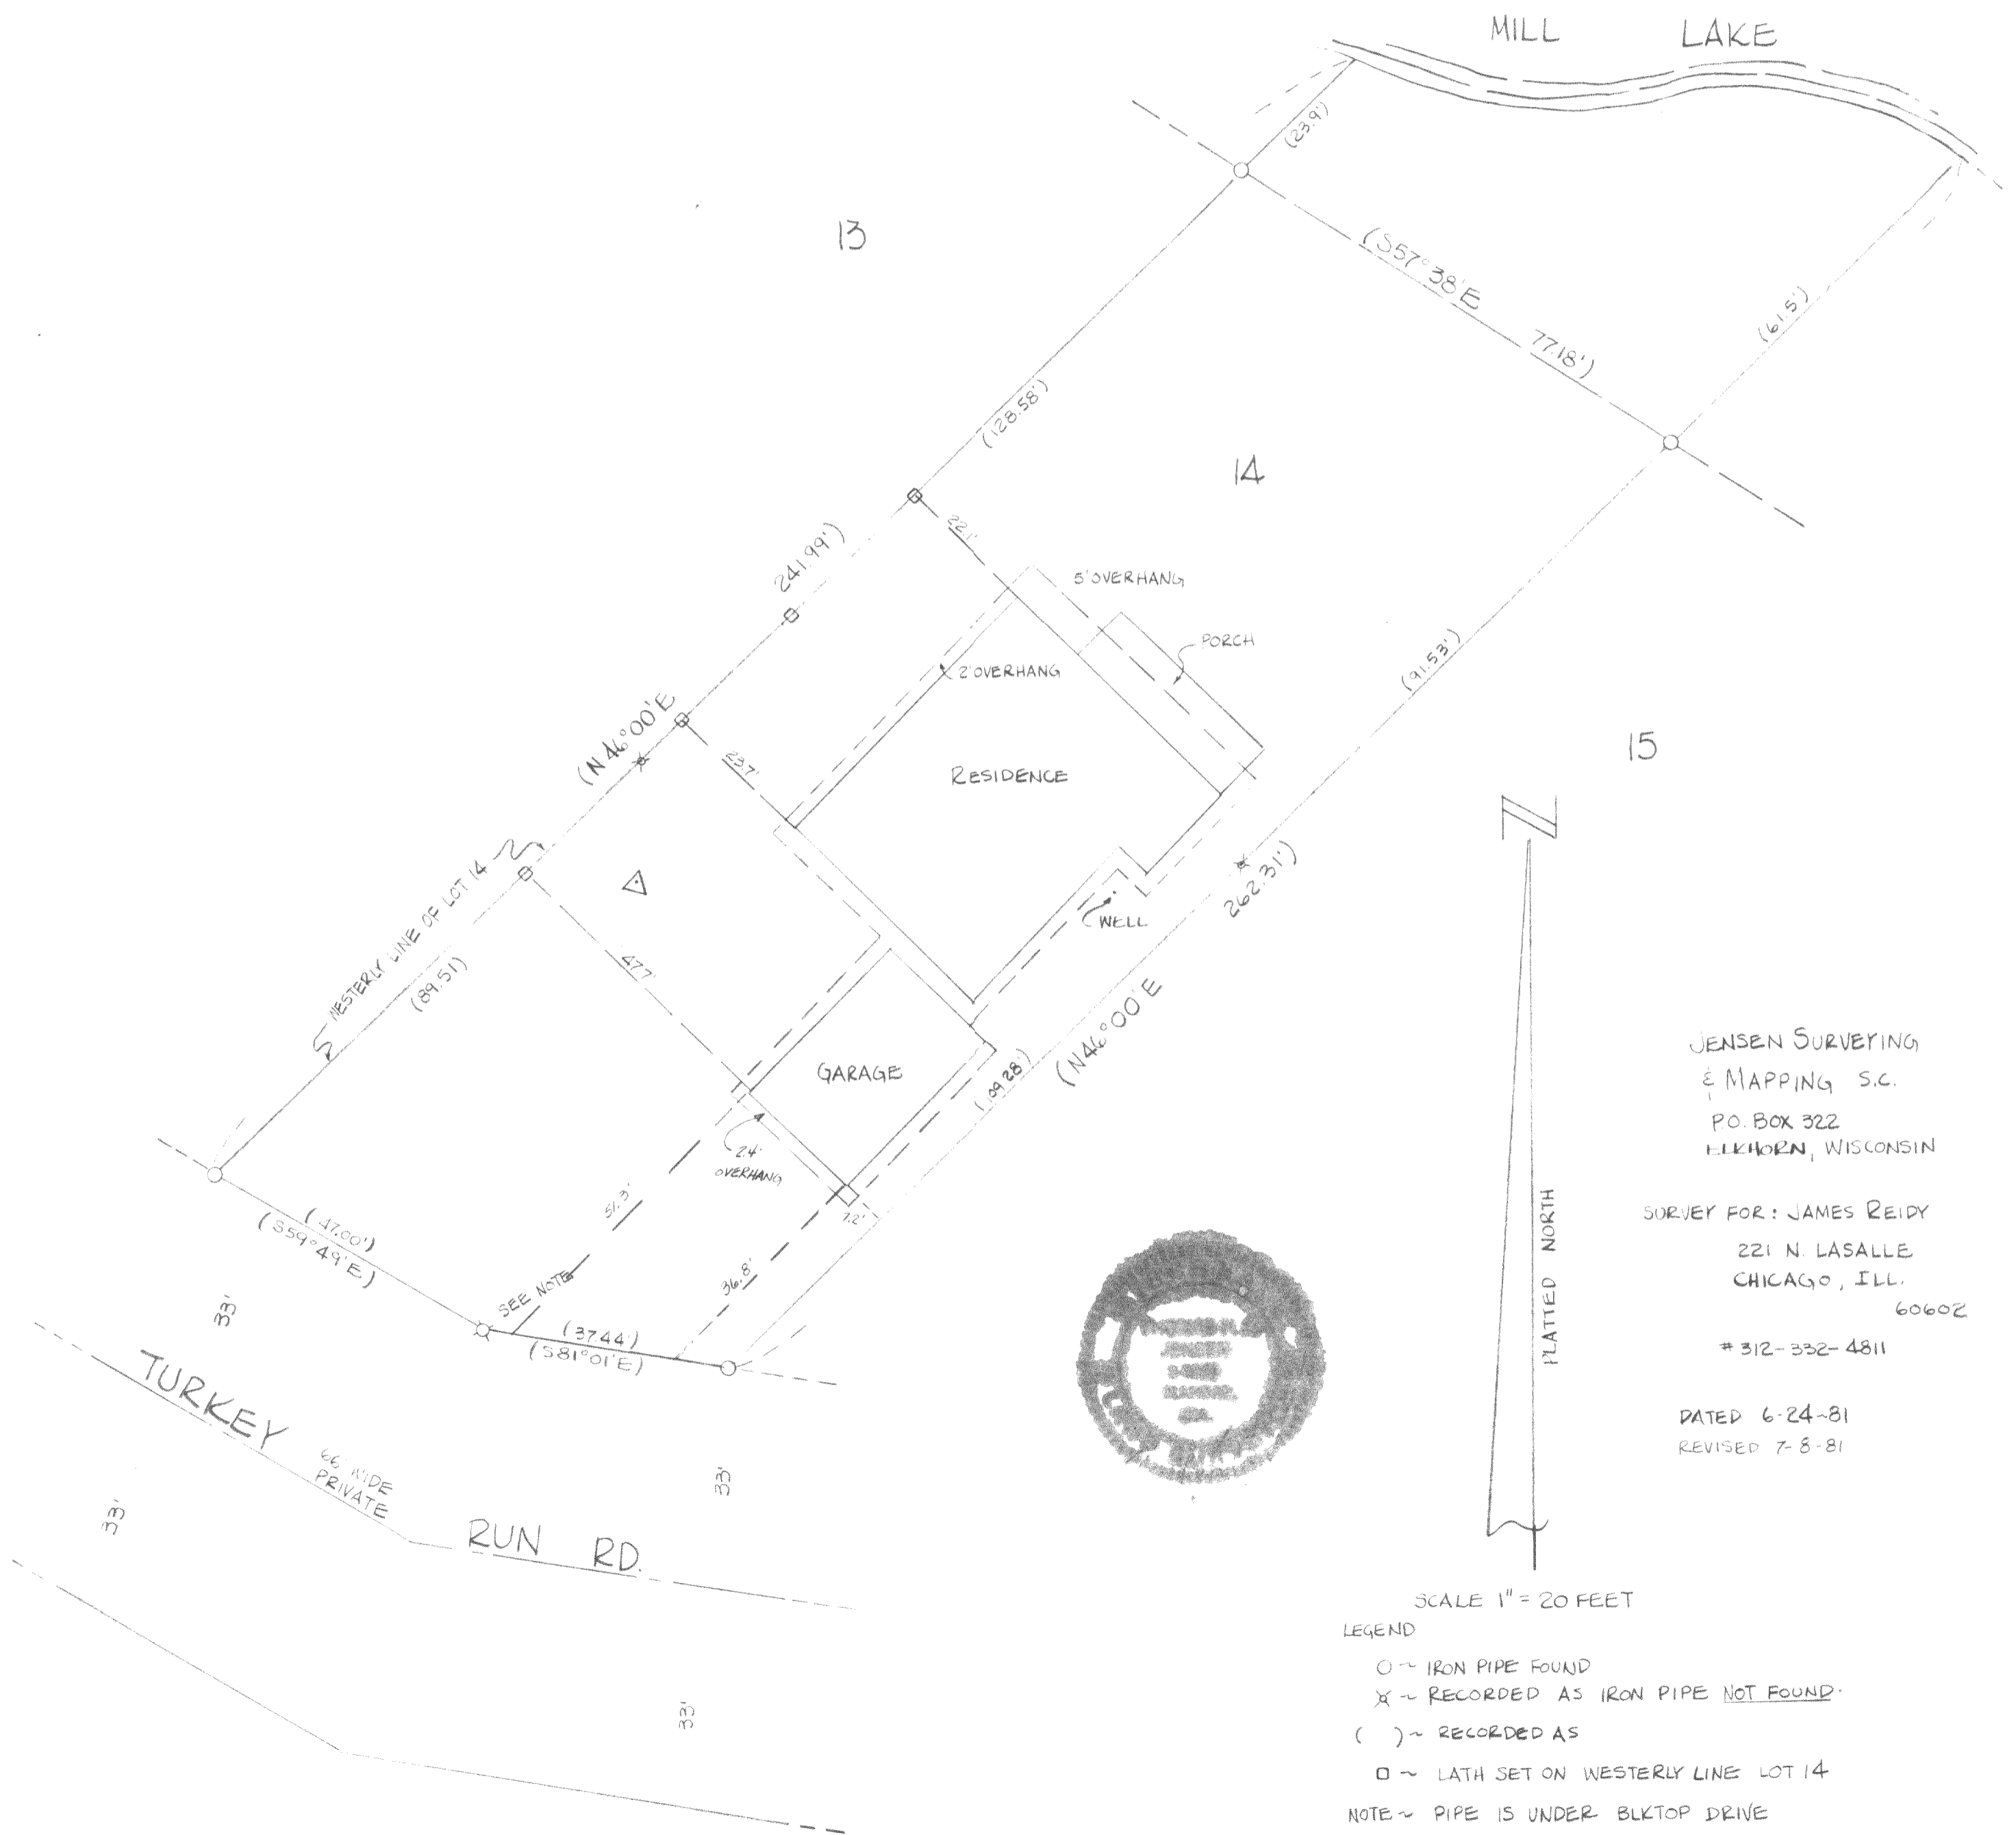 MILL LAKE
(23.9')
13
(S57°38'E 77.18')
(61.5')
(128.58')
14
22.1'
241.99')
5' OVERHANG
PORCH
2' OVERHANG
(91.53')
(N46°00'E
23.7'
RESIDENCE
15
WESTERLY LINE OF LOT 14
(89.51)
WELL
262.31')
47.7'
(N46°00'E
(109.28')
GARAGE
2.4'
OVERHANG
7.2'
51.3'
36.8'
(47.00')
(S59°49'E)
SEE NOTE
(37.44')
(S81°01'E)
33'
TURKEY RUN RD.
66' WIDE
PRIVATE
33'
33'
33'
N
PLATTED NORTH
JENSEN SURVEYING
& MAPPING S.C.
P.O. BOX 322
ELKHORN, WISCONSIN
SURVEY FOR: JAMES REIDY
221 N. LASALLE
CHICAGO, ILL.
60602
# 312-332-4811
DATED 6-24-81
REVISED 7-8-81
SCALE 1" = 20 FEET
LEGEND
O ~ IRON PIPE FOUND
~ RECORDED AS IRON PIPE NOT FOUND.
( ) ~ RECORDED AS
□ ~ LATH SET ON WESTERLY LINE LOT 14
NOTE ~ PIPE IS UNDER BLKTOP DRIVE